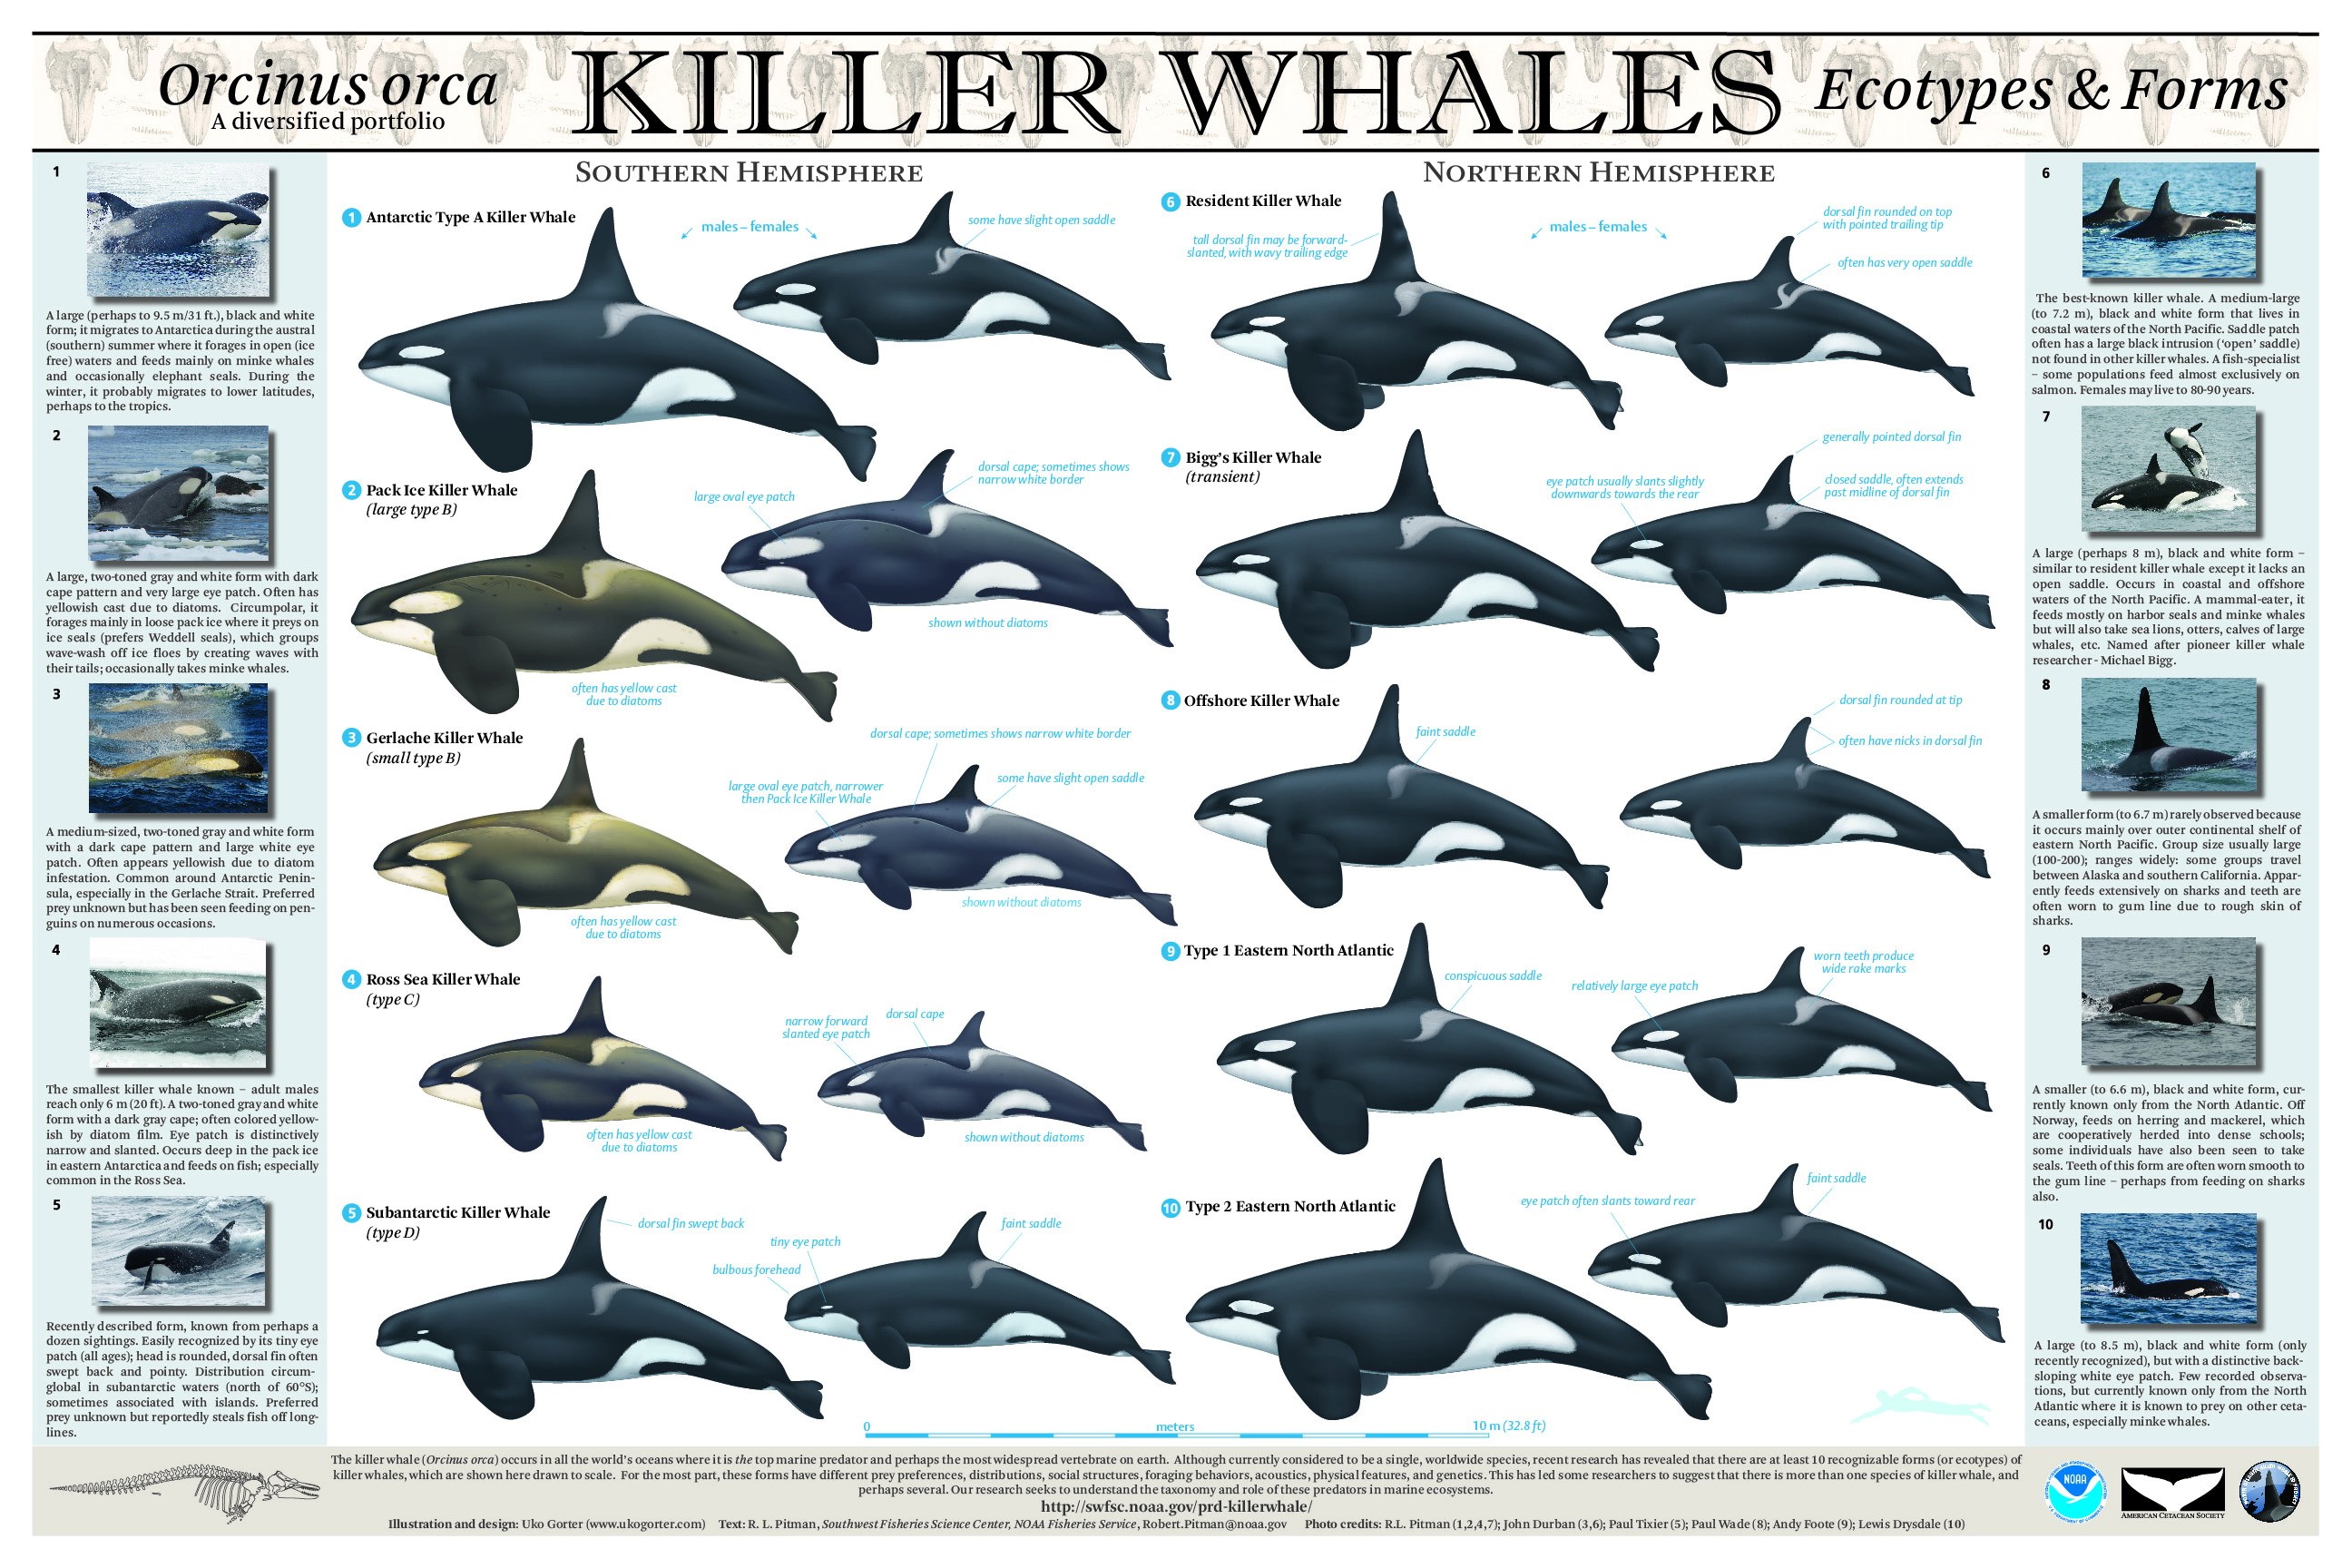 Orcinus orca
A diversified portfolio
KILLER WHALES
Ecotypes & Forms
1
A large (perhaps to 9.5 m/31 ft.), black and white
form; it migrates to Antarctica during the austral
(southern) summer where it forages in open (ice
free) waters and feeds mainly on minke whales
and occasionally elephant seals. During the
winter, it probably migrates to lower latitudes,
perhaps to the tropics.
2
A large, two-toned gray and white form with dark
cape pattern and very large eye patch. Often has
yellowish cast due to diatoms. Circumpolar, it
forages mainly in loose pack ice where it preys on
ice seals (prefers Weddell seals), which groups
wave-wash off ice floes by creating waves with
their tails; occasionally takes minke whales.
3
A medium-sized, two-toned gray and white form
with a dark cape pattern and large white eye
patch. Often appears yellowish due to diatom
infestation. Common around Antarctic Penin-
sula, especially in the Gerlache Strait. Preferred
prey unknown but has been seen feeding on pen-
guins on numerous occasions.
4
The smallest killer whale known – adult males
reach only 6 m (20 ft). A two-toned gray and white
form with a dark gray cape; often colored yellow-
ish by diatom film. Eye patch is distinctively
narrow and slanted. Occurs deep in the pack ice
in eastern Antarctica and feeds on fish; especially
common in the Ross Sea.
5
Recently described form, known from perhaps a
dozen sightings. Easily recognized by its tiny eye
patch (all ages); head is rounded, dorsal fin often
swept back and pointy. Distribution circum-
global in subantarctic waters (north of 60°S);
sometimes associated with islands. Preferred
prey unknown but reportedly steals fish off long-
lines.
SOUTHERN HEMISPHERE
1 Antarctic Type A Killer Whale
males – females
some have slight open saddle
2 Pack Ice Killer Whale
(large type B)
large oval eye patch
dorsal cape; sometimes shows
narrow white border
shown without diatoms
often has yellow cast
due to diatoms
3 Gerlache Killer Whale
(small type B)
dorsal cape; sometimes shows narrow white border
large oval eye patch, narrower
then Pack Ice Killer Whale
some have slight open saddle
shown without diatoms
often has yellow cast
due to diatoms
4 Ross Sea Killer Whale
(type C)
narrow forward
slanted eye patch
dorsal cape
often has yellow cast
due to diatoms
shown without diatoms
5 Subantarctic Killer Whale
(type D)
dorsal fin swept back
tiny eye patch
bulbous forehead
faint saddle
NORTHERN HEMISPHERE
6 Resident Killer Whale
tall dorsal fin may be forward-
slanted, with wavy trailing edge
males – females
dorsal fin rounded on top
with pointed trailing tip
often has very open saddle
7 Bigg's Killer Whale
(transient)
eye patch usually slants slightly
downwards towards the rear
generally pointed dorsal fin
closed saddle, often extends
past midline of dorsal fin
8 Offshore Killer Whale
faint saddle
dorsal fin rounded at tip
often have nicks in dorsal fin
9 Type 1 Eastern North Atlantic
conspicuous saddle
relatively large eye patch
worn teeth produce
wide rake marks
10 Type 2 Eastern North Atlantic
eye patch often slants toward rear
faint saddle
0 meters 10 m (32.8 ft)
6
The best-known killer whale. A medium-large
(to 7.2 m), black and white form that lives in
coastal waters of the North Pacific. Saddle patch
often has a large black intrusion ('open' saddle)
not found in other killer whales. A fish-specialist
– some populations feed almost exclusively on
salmon. Females may live to 80-90 years.
7
A large (perhaps 8 m), black and white form –
similar to resident killer whale except it lacks an
open saddle. Occurs in coastal and offshore
waters of the North Pacific. A mammal-eater, it
feeds mostly on harbor seals and minke whales
but will also take sea lions, otters, calves of large
whales, etc. Named after pioneer killer whale
researcher - Michael Bigg.
8
A smaller form (to 6.7 m) rarely observed because
it occurs mainly over outer continental shelf of
eastern North Pacific. Group size usually large
(100-200); ranges widely: some groups travel
between Alaska and southern California. Appar-
ently feeds extensively on sharks and teeth are
often worn to gum line due to rough skin of
sharks.
9
A smaller (to 6.6 m), black and white form, cur-
rently known only from the North Atlantic. Off
Norway, feeds on herring and mackerel, which
are cooperatively herded into dense schools;
some individuals have also been seen to take
seals. Teeth of this form are often worn smooth to
the gum line – perhaps from feeding on sharks
also.
10
A large (to 8.5 m), black and white form (only
recently recognized), but with a distinctive back-
sloping white eye patch. Few recorded observa-
tions, but currently known only from the North
Atlantic where it is known to prey on other ceta-
ceans, especially minke whales.
The killer whale (Orcinus orca) occurs in all the world's oceans where it is the top marine predator and perhaps the most widespread vertebrate on earth. Although currently considered to be a single, worldwide species, recent research has revealed that there are at least 10 recognizable forms (or ecotypes) of
killer whales, which are shown here drawn to scale. For the most part, these forms have different prey preferences, distributions, social structures, foraging behaviors, acoustics, physical features, and genetics. This has led some researchers to suggest that there is more than one species of killer whale, and
perhaps several. Our research seeks to understand the taxonomy and role of these predators in marine ecosystems.
http://swfsc.noaa.gov/prd-killerwhale/
Illustration and design: Uko Gorter (www.ukogorter.com) Text: R. L. Pitman, Southwest Fisheries Science Center, NOAA Fisheries Service, Robert.Pitman@noaa.gov Photo credits: R.L. Pitman (1,2,4,7); John Durban (3,6); Paul Tixier (5); Paul Wade (8); Andy Foote (9); Lewis Drysdale (10)
NOAA
AMERICAN CETACEAN SOCIETY